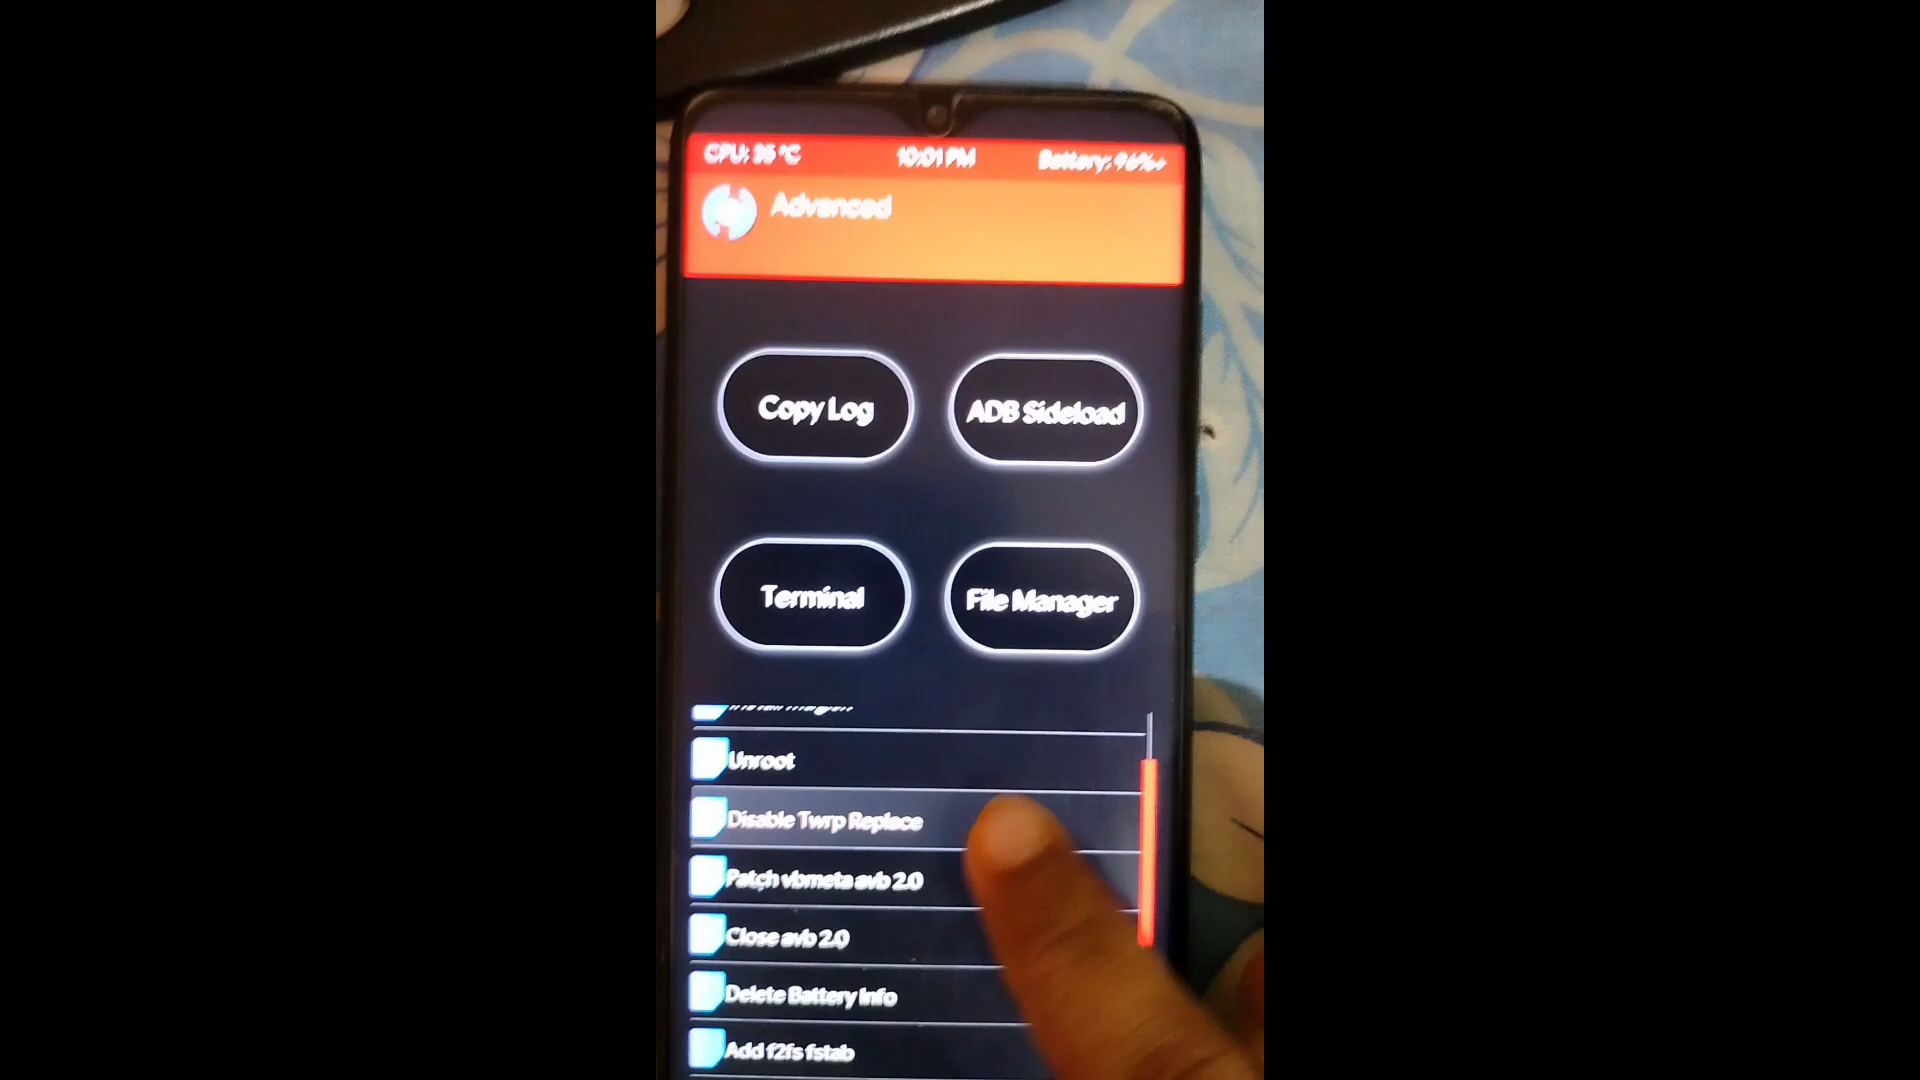 CPU: 35 °C
10:01 PM
Battery: 96%+
Advanced
Copy Log
ADB Sideload
Terminal
File Manager
Unroot
Disable Twrp Replace
Patch vbmeta avb 2.0
Close avb 2.0
Delete Battery Info
Add f2fs fstab